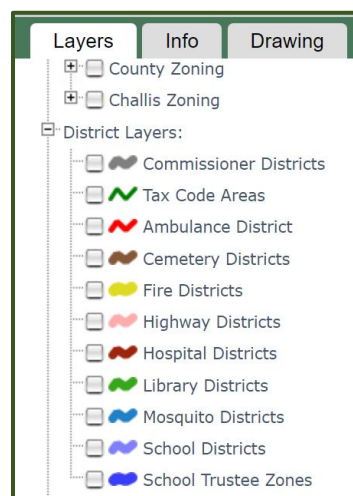 Layers Info Drawing
County Zoning
Challis Zoning
District Layers:
Commissioner Districts
Tax Code Areas
Ambulance District
Cemetery Districts
Fire Districts
Highway Districts
Hospital Districts
Library Districts
Mosquito Districts
School Districts
School Trustee Zones